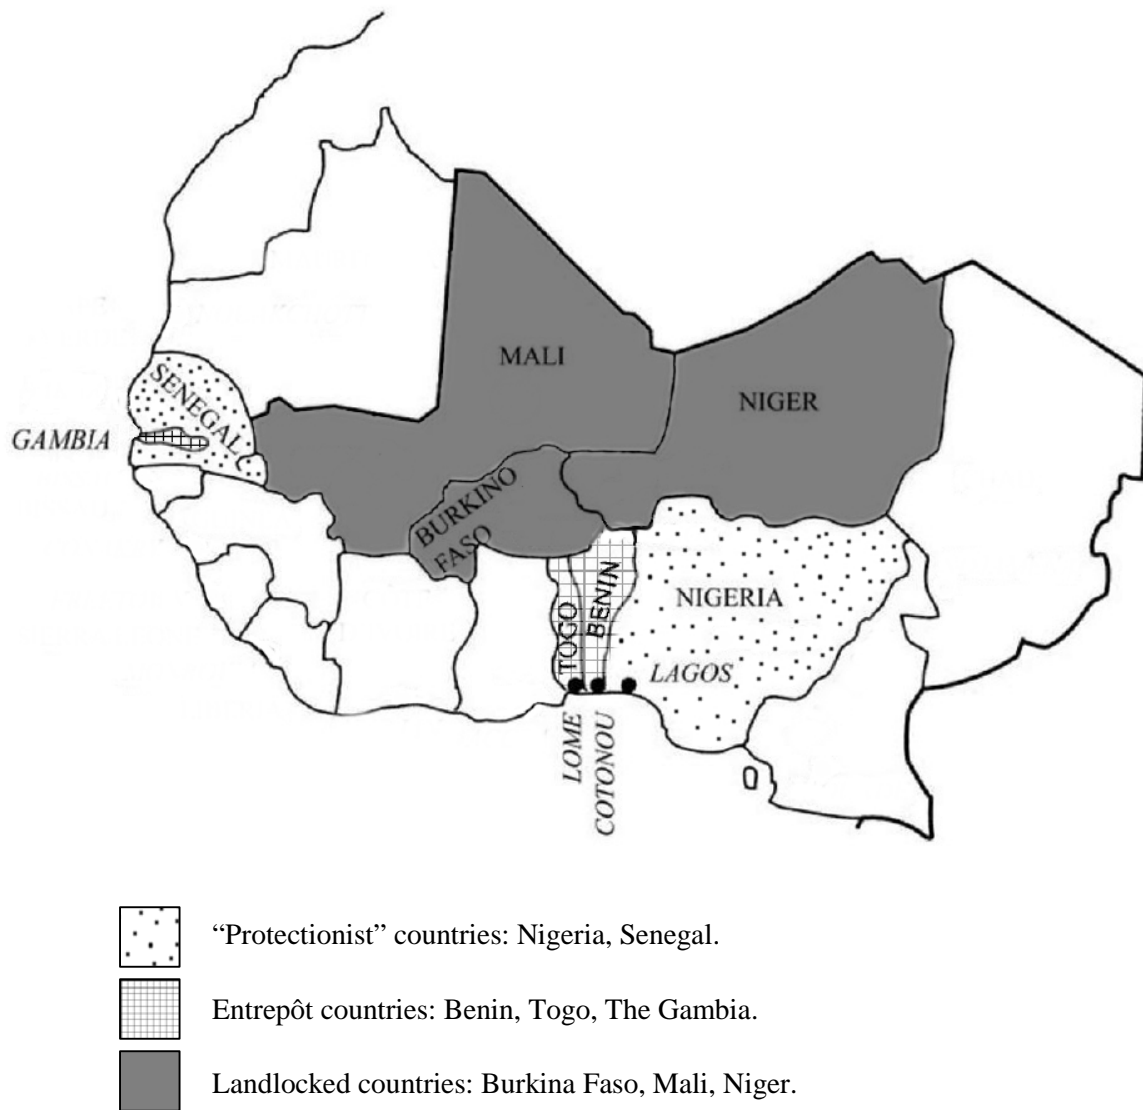 MALI
NIGER
SENEGAL
GAMBIA
BURKINO
FASO
TOGO
BENIN
NIGERIA
LAGOS
LOME
COTONOU
“Protectionist” countries: Nigeria, Senegal.
Entrepôt countries: Benin, Togo, The Gambia.
Landlocked countries: Burkina Faso, Mali, Niger.